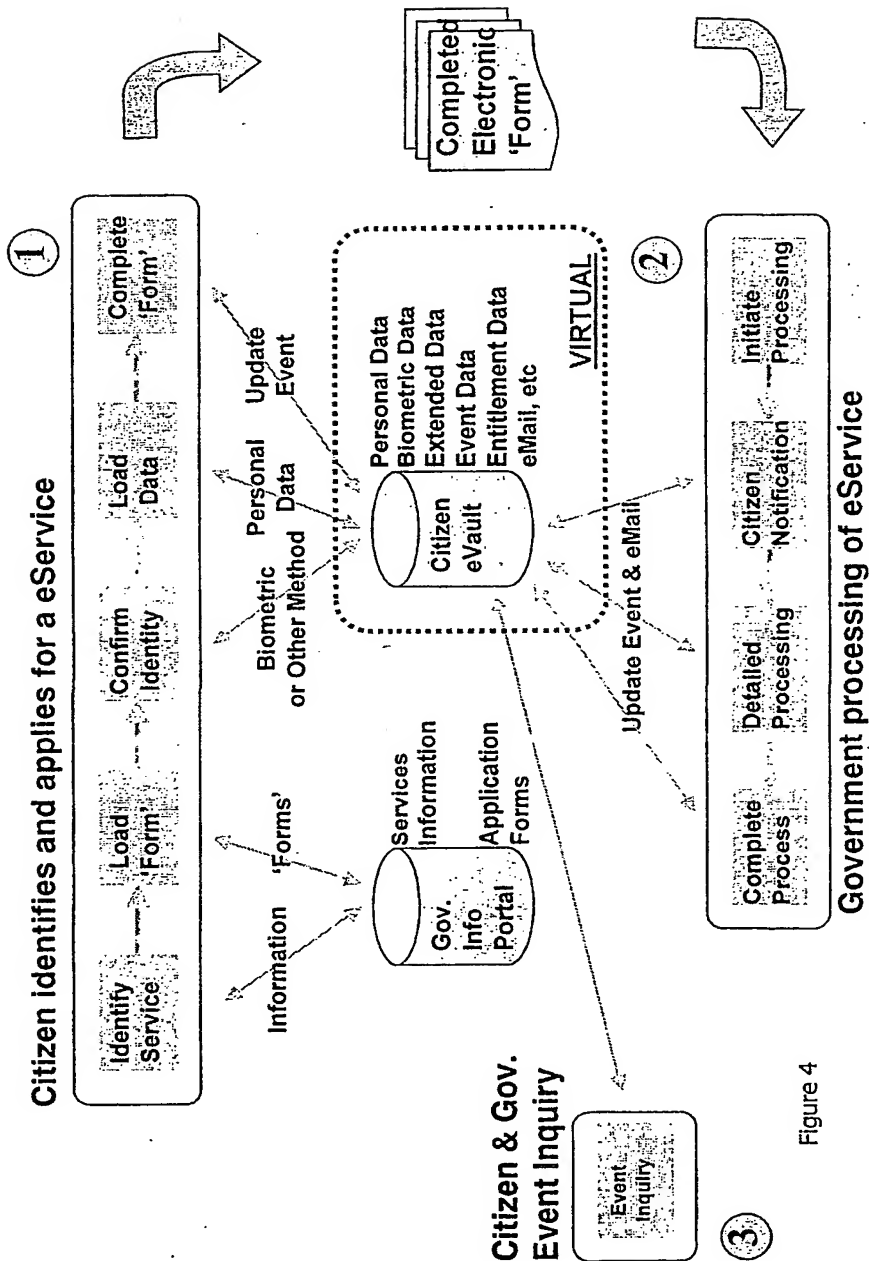 Citizen identifies and applies for a eService
1
Identify
Service
Load
'Form'
Confirm
Identity
Load
Data
Complete
'Form'
Information
'Forms'
Biometric
or Other Method
Personal
Data
Update
Event
Gov.
Info
Portal
Services
Information
Application
Forms
Citizen
eVault
Personal Data
Biometric Data
Extended Data
Event Data
Entitlement Data
eMail, etc
VIRTUAL
Completed
Electronic
'Form'
Citizen & Gov.
Event Inquiry
Event
Inquiry
3
Update Event & eMail
2
Complete
Process
Detailed
Processing
Citizen
Notification
Initiate
Processing
Government processing of eService
Figure 4